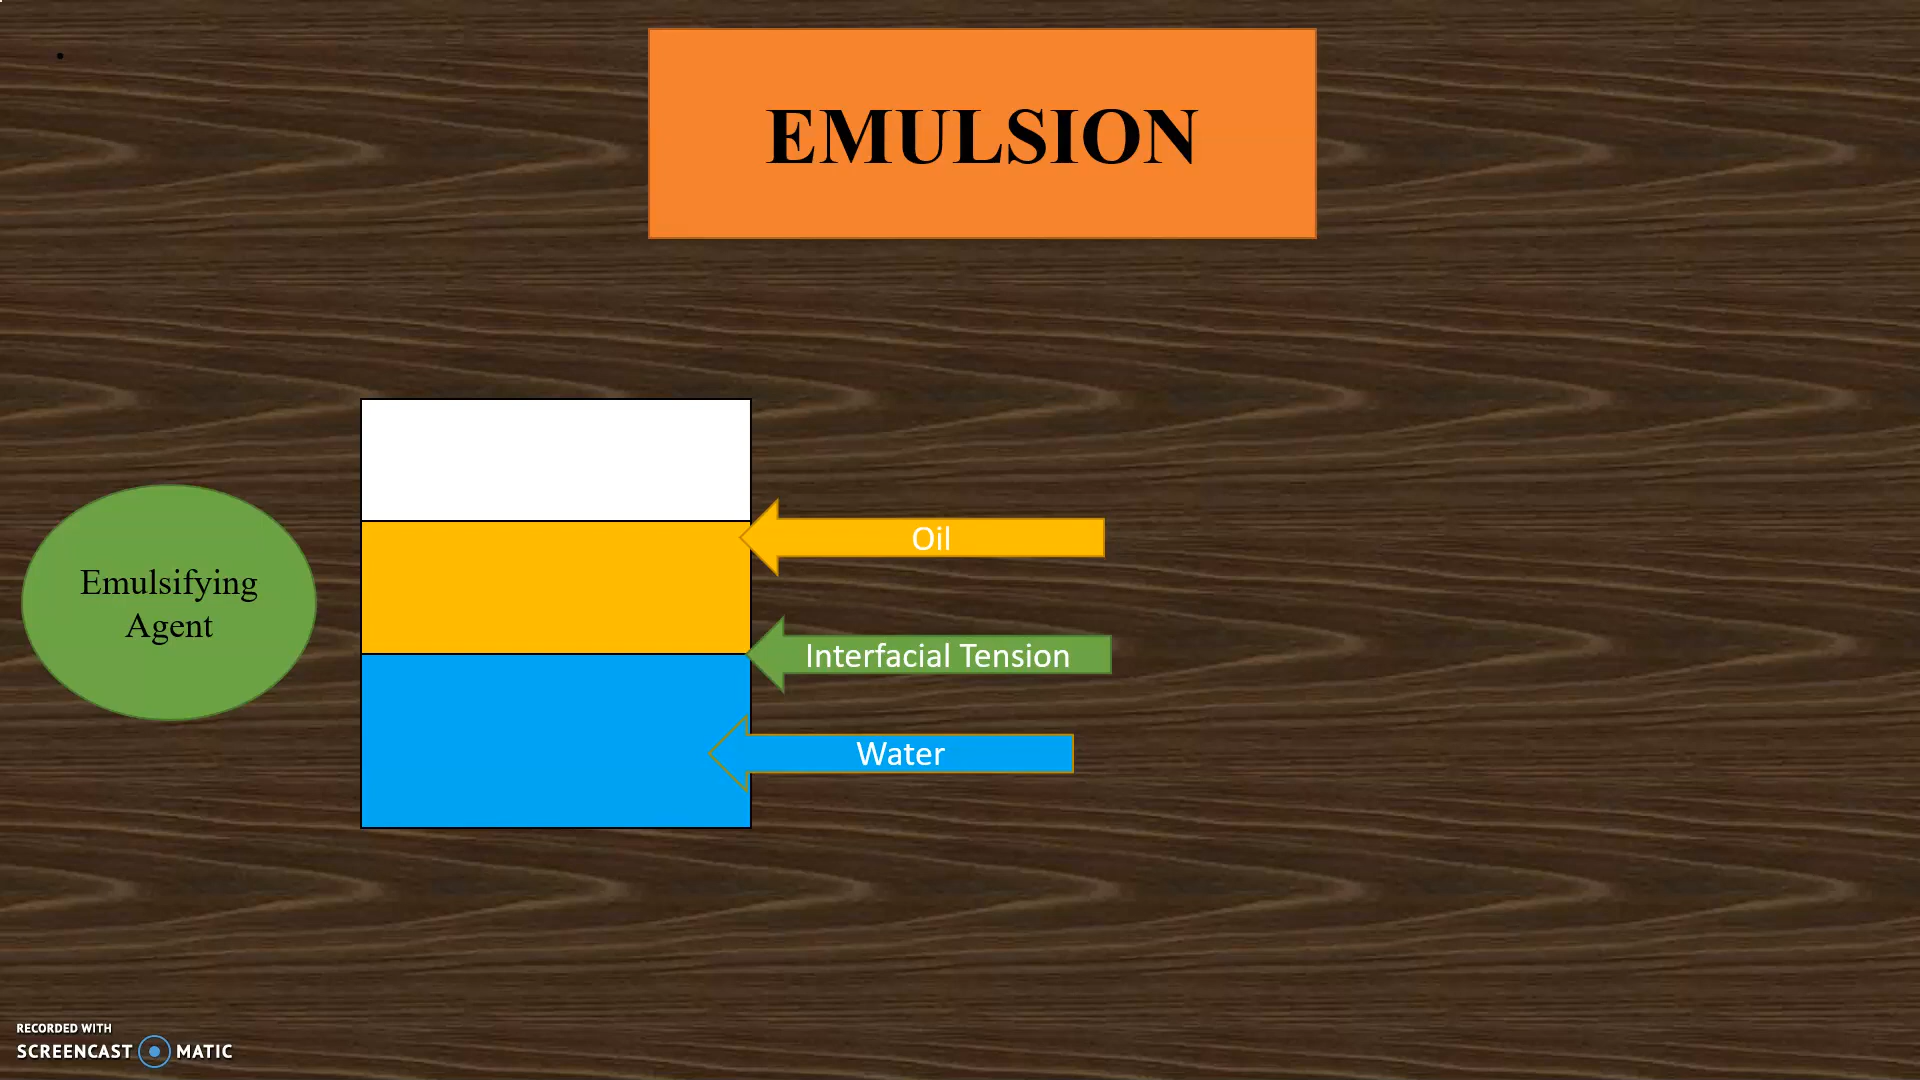 EMULSION
Oil
Emulsifying
Agent
Interfacial Tension
Water
RECORDED WITH
SCREENCAST MATIC